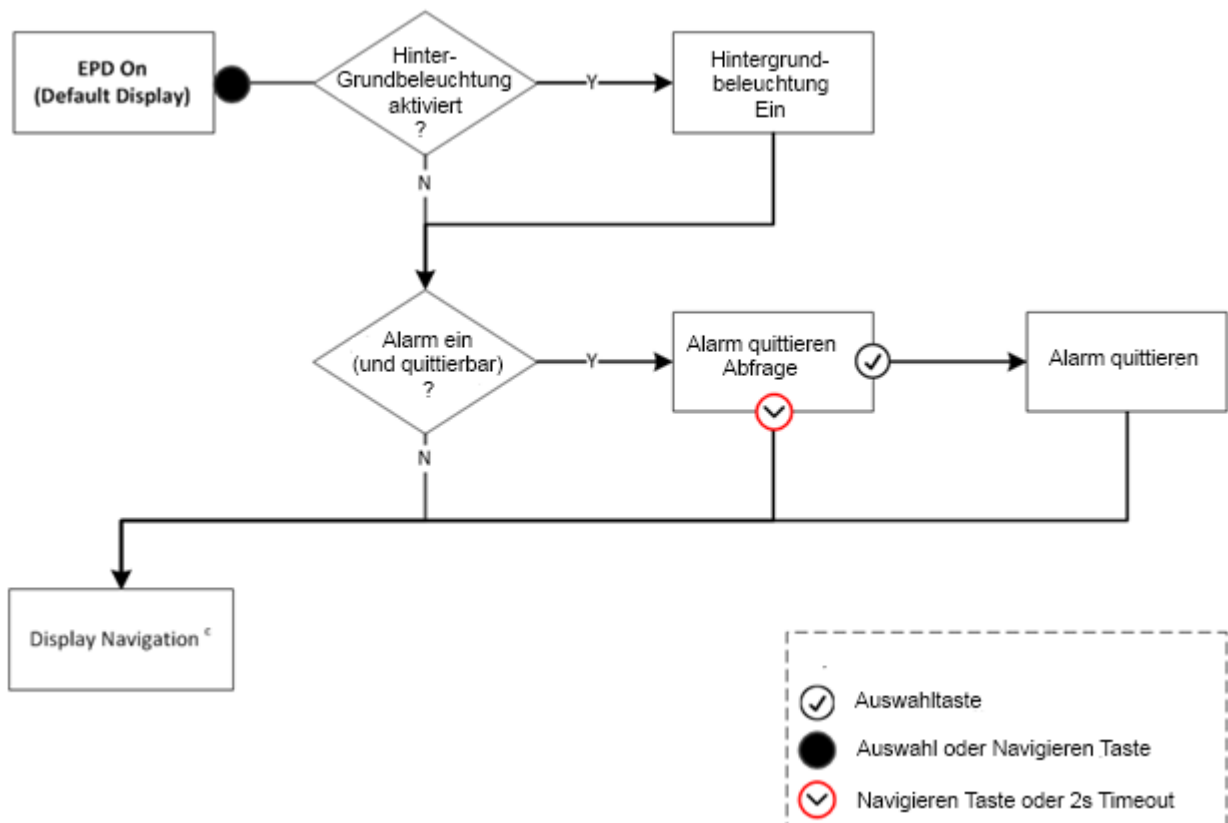 EPD On
(Default Display)
Hinter-
Grundbeleuchtung
aktiviert
?
Y
Hintergrund-
beleuchtung
Ein
N
Alarm ein
(und quittierbar)
?
Y
Alarm quittieren
Abfrage
Alarm quittieren
N
Display Navigation c
Auswahltaste
Auswahl oder Navigieren Taste
Navigieren Taste oder 2s Timeout